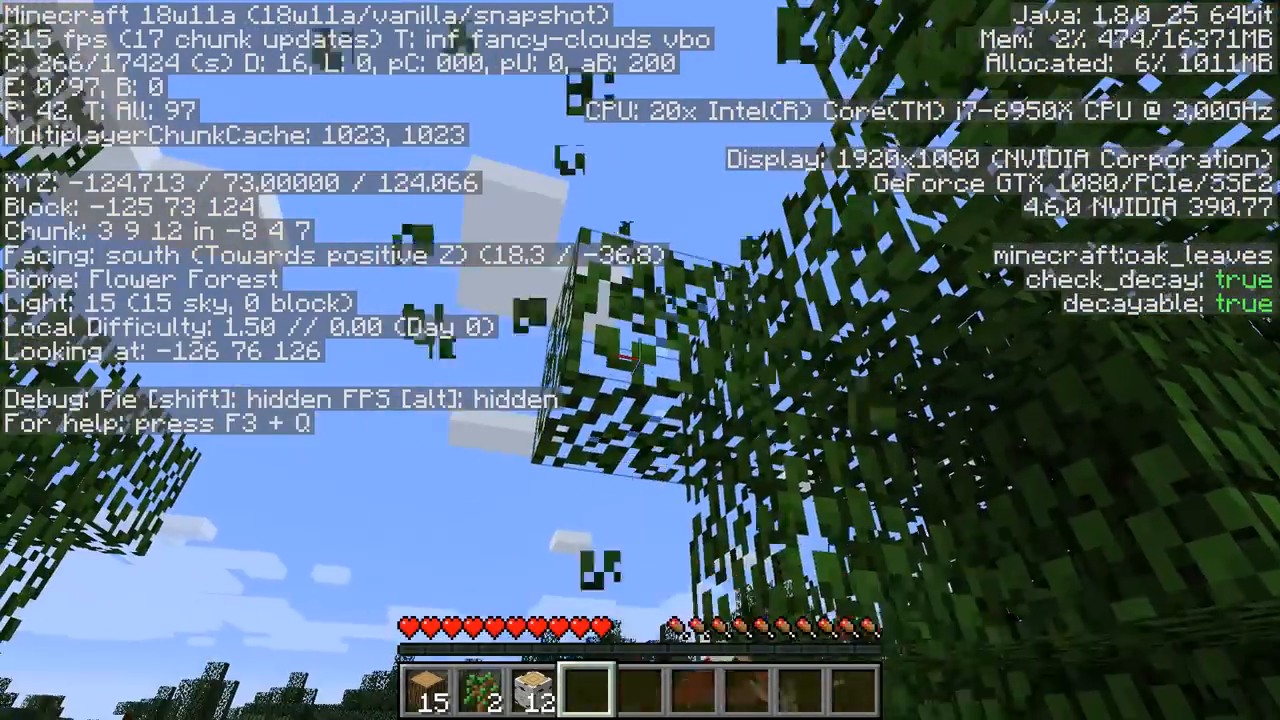 Minecraft 18w11a (18w11a/vanilla/snapshot)
315 fps (17 chunk updates) T: inf fancy-clouds vbo
C: 266/17424 (s) D: 16, L: 0, pC: 000, pU: 0, aB: 200
E: 0/97, B: 0
P: 42, T: All: 97
MultiplayerChunkCache: 1023, 1023
XYZ: -124.713 / 73.00000 / 124.066
Block: -125 73 124
Chunk: 3 9 12 in -8 4 7
Facing: south (Towards positive Z) (18.3 / -36.8)
Biome: Flower Forest
Light: 15 (15 sky, 0 block)
Local Difficulty: 1.50 // 0.00 (Day 0)
Looking at: -126 76 126
Debug: Pie [shift]: hidden FPS [alt]: hidden
For help: press F3 + Q
Java: 1.8.0_25 64bit
Mem: 2% 474/16371MB
Allocated: 6% 1011MB
CPU: 20x Intel(R) Core(TM) i7-6950X CPU @ 3.00GHz
Display: 1920x1080 (NVIDIA Corporation)
GeForce GTX 1080/PCIe/SSE2
4.6.0 NVIDIA 390.77
minecraft:oak_leaves
check_decay: true
decayable: true
15 2 12